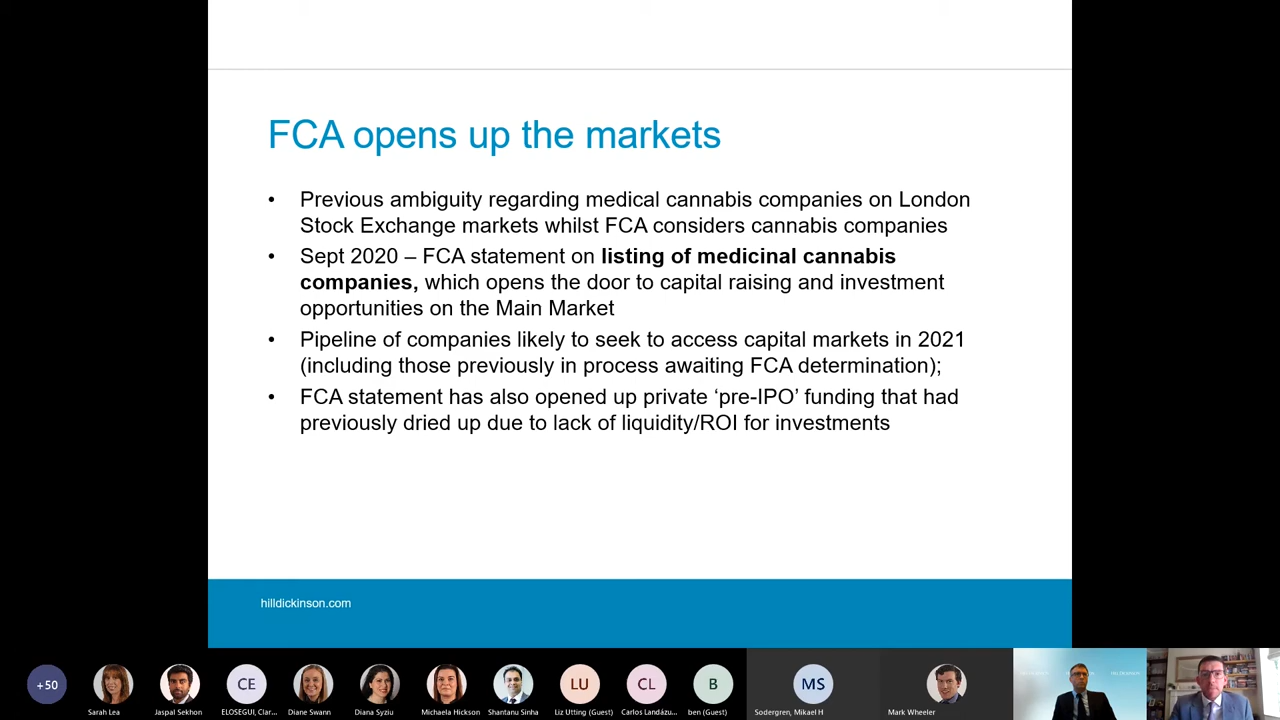 FCA opens up the markets
• Previous ambiguity regarding medical cannabis companies on London
Stock Exchange markets whilst FCA considers cannabis companies
• Sept 2020 – FCA statement on listing of medicinal cannabis
companies, which opens the door to capital raising and investment
opportunities on the Main Market
• Pipeline of companies likely to seek to access capital markets in 2021
(including those previously in process awaiting FCA determination);
• FCA statement has also opened up private ‘pre-IPO’ funding that had
previously dried up due to lack of liquidity/ROI for investments
hilldickinson.com
+50
CE
LU
CL
B
MS
Sarah Lea
Jaspal Sekhon
ELOSEGUI, Clar...
Diane Swann
Diana Syziu
Michaela Hickson
Shantanu Sinha
Liz Utting (Guest)
Carlos Landázu...
ben (Guest)
Sodergren, Mikael H
Mark Wheeler